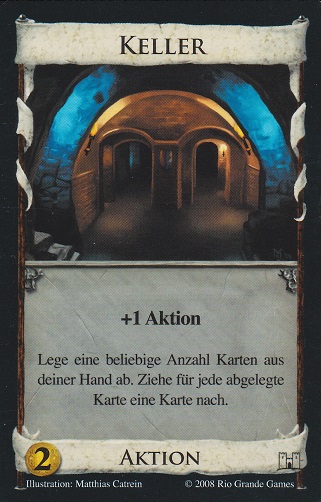 KELLER
+1 Aktion
Lege eine beliebige Anzahl Karten aus
deiner Hand ab. Ziehe für jede abgelegte
Karte eine Karte nach.
2
AKTION
Illustration: Matthias Catrein
© 2008 Rio Grande Games